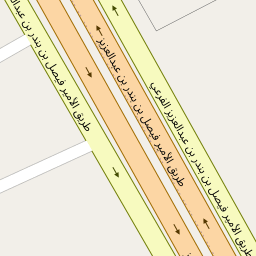 طريق الأمير فيصل بن بندر بن عبدالعزيز الفرعي
طريق الأمير فيصل بن بندر بن عبدالعزيز
طريق الأمير فيصل بن بندر بن